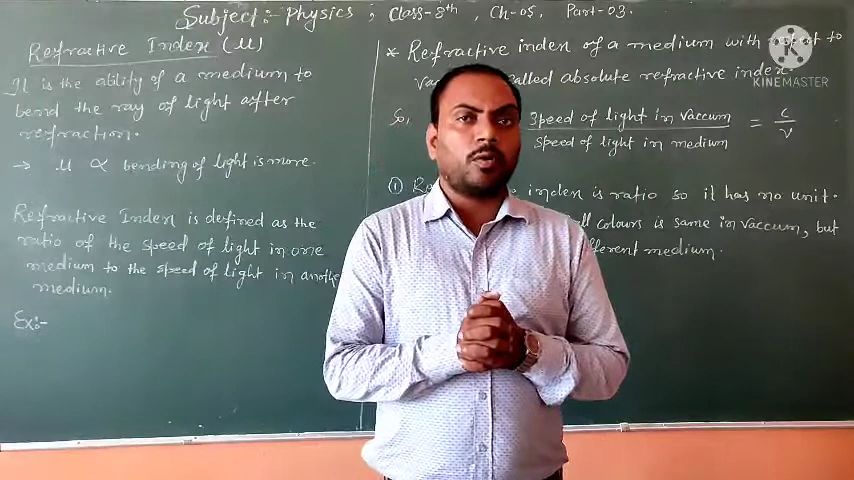 Subject:- Physics ; Class-8th , Ch-05, Part-03.
Refractive Index (μ)
It is the ability of a medium to
bend the ray of light after
refraction.
→ μ ∝ bending of light is more.
Refractive Index is defined as the
ratio of the speed of light in one
medium to the speed of light in anothe
medium.
Ex:-
* Refractive index of a medium with respect to
called absolute refractive index.
So, Speed of light in vaccum = c
Speed of light in medium v
① index is ratio so it has no unit.
colours is same in vaccum, but
different medium.
KINEMASTER